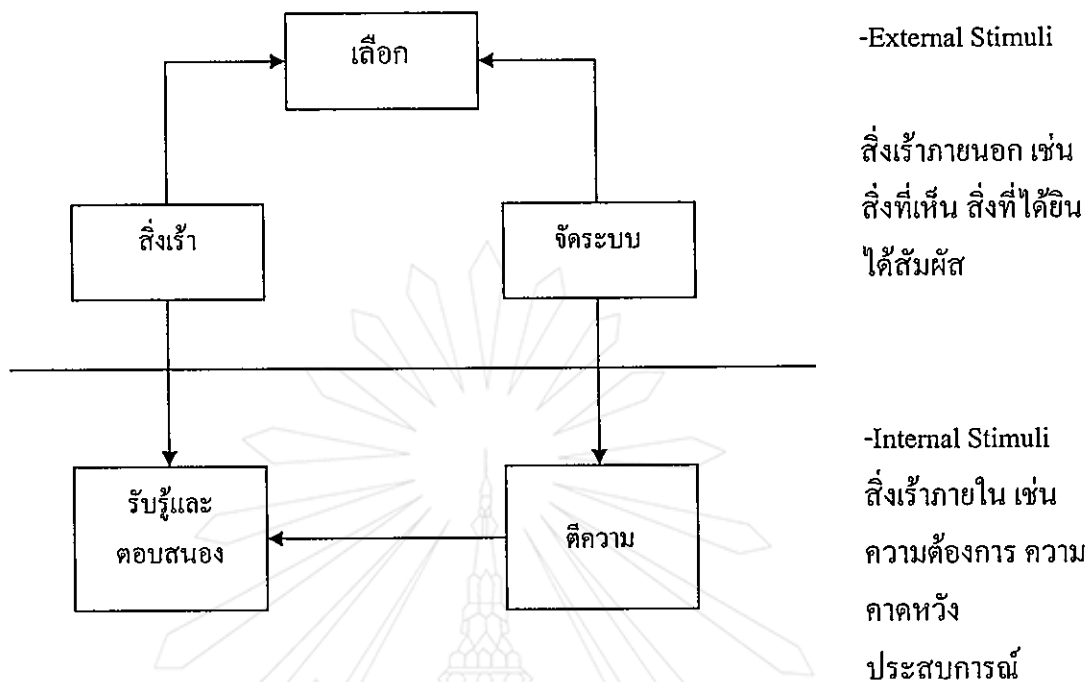 เลือก
สิ่งเร้า
จัดระบบ
รับรู้และ
ตอบสนอง
ตีความ
-External Stimuli
สิ่งเร้าภายนอก เช่น
สิ่งที่เห็น สิ่งที่ได้ยิน
ได้สัมผัส
-Internal Stimuli
สิ่งเร้าภายใน เช่น
ความต้องการ ความ
คาดหวัง
ประสบการณ์